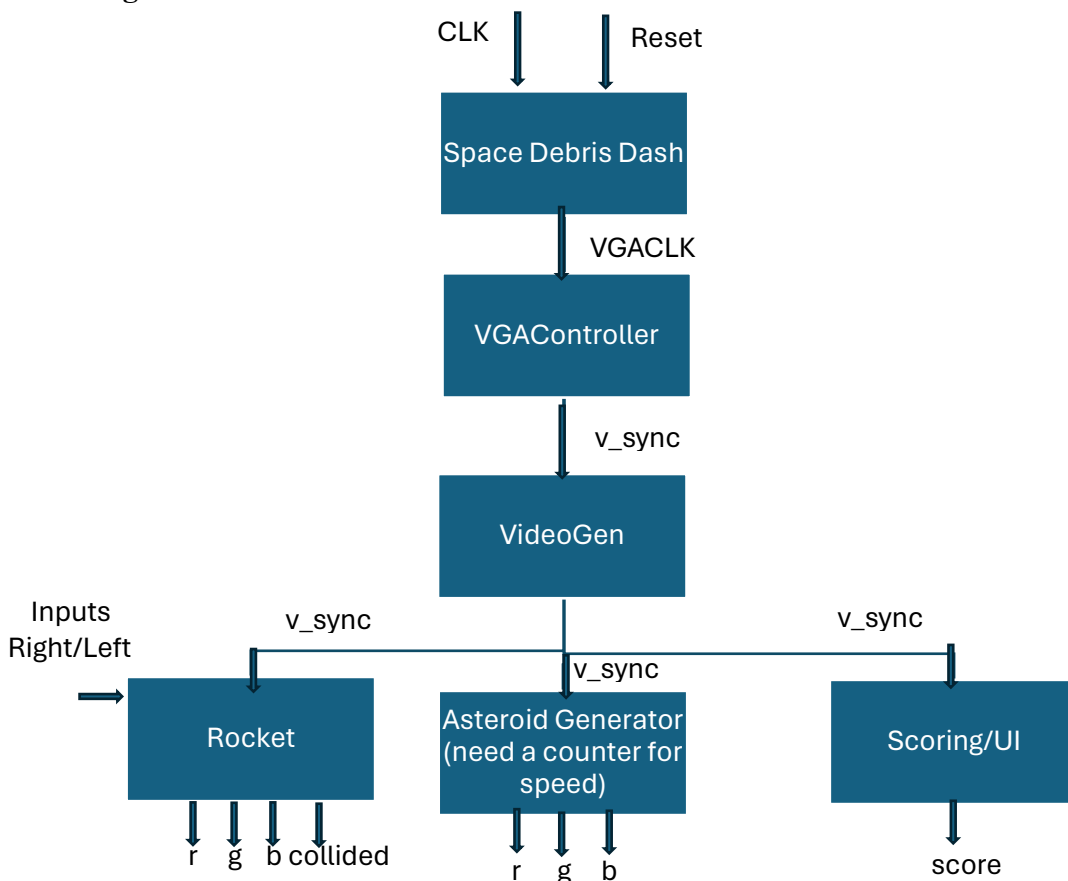 CLK
Reset
Space Debris Dash
VGACLK
VGAController
v_sync
VideoGen
Inputs
Right/Left
v_sync
v_sync
v_sync
Rocket
Asteroid Generator
(need a counter for
speed)
Scoring/UI
r g b collided
r g b
score